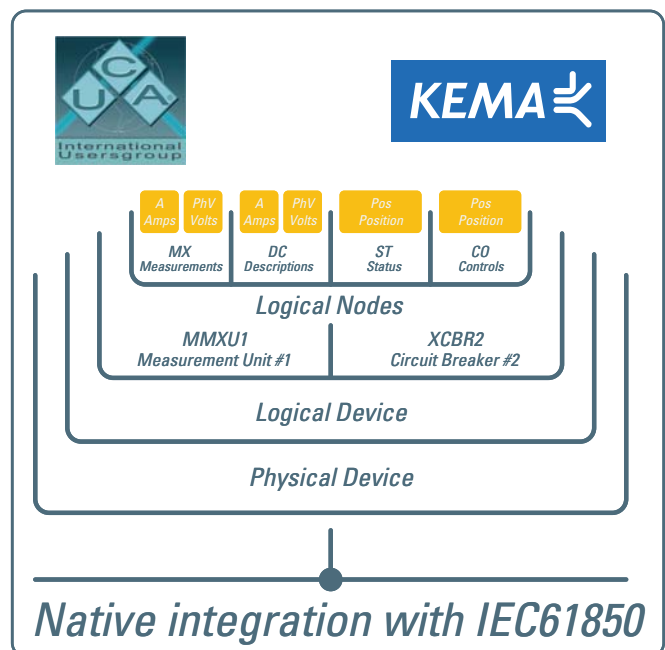 UCA
International
Usersgroup
KEMA
A PhV A PhV Pos Pos
Amps Volts Amps Volts Position Position
MX DC ST CO
Measurements Descriptions Status Controls
Logical Nodes
MMXU1 XCBR2
Measurement Unit #1 Circuit Breaker #2
Logical Device
Physical Device
Native integration with IEC61850